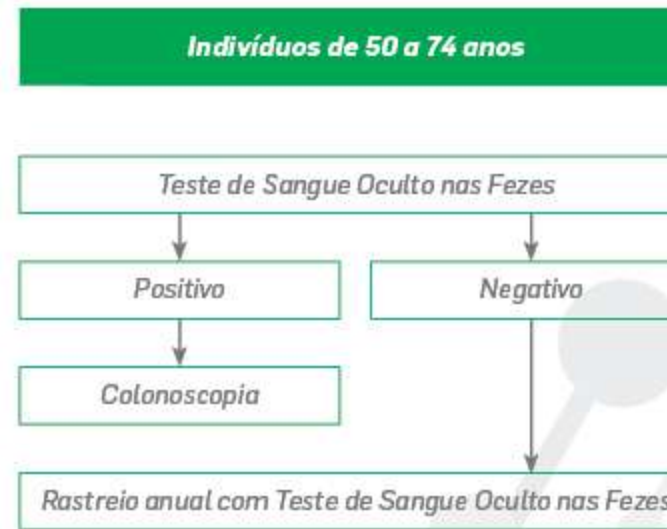 Indivíduos de 50 a 74 anos
Teste de Sangue Oculto nas Fezes
Positivo
Negativo
Colonoscopia
Rastreio anual com Teste de Sangue Oculto nas Fezes